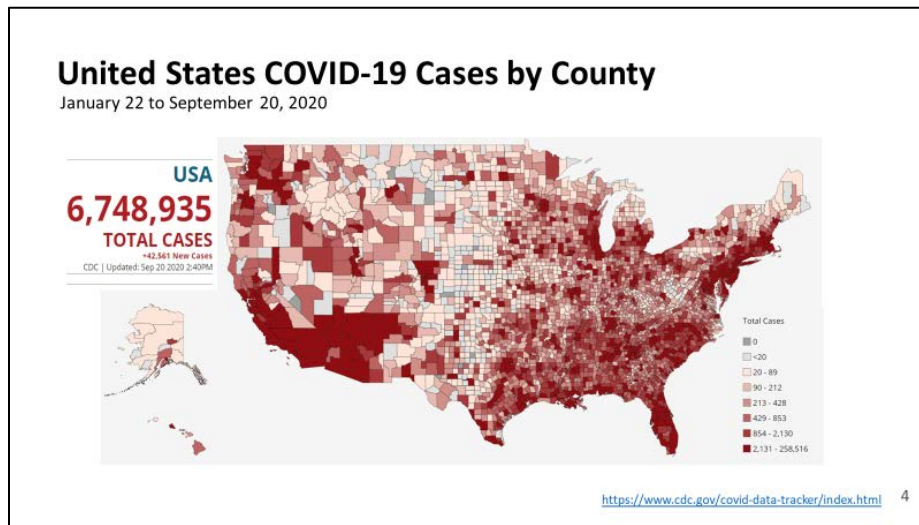 United States COVID-19 Cases by County
January 22 to September 20, 2020
USA
6,748,935
TOTAL CASES
+42,561 New Cases
CDC | Updated: Sep 20 2020 2:40PM
Total Cases
0
<20
20 - 89
90 - 212
213 - 428
429 - 853
854 - 2,130
2,131 - 258,516
https://www.cdc.gov/covid-data-tracker/index.html 4